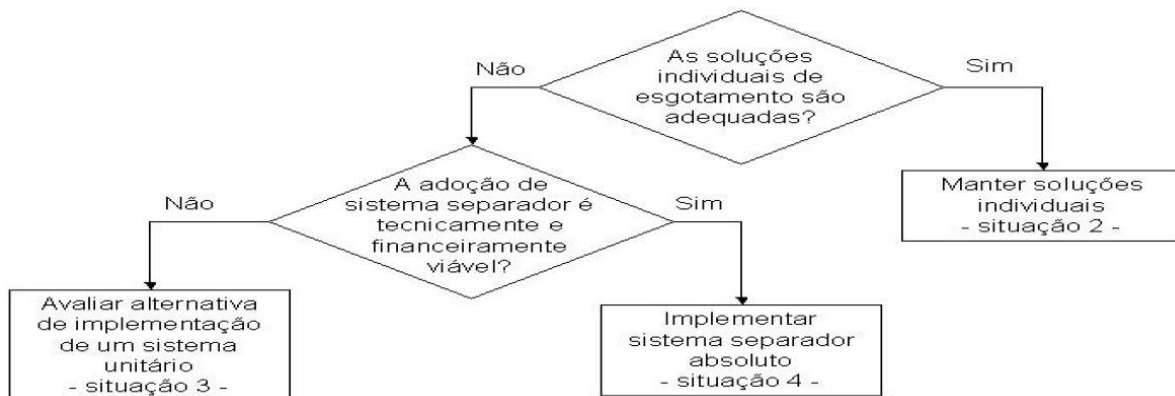 As soluções
individuais de
esgotamento são
adequadas?
Não
Sim
A adoção de
sistema separador é
tecnicamente e
financeiramente
viável?
Não
Sim
Manter soluções
individuais
- situação 2 -
Avaliar alternativa
de implementação
de um sistema
unitário
- situação 3 -
Implementar
sistema separador
absoluto
- situação 4 -